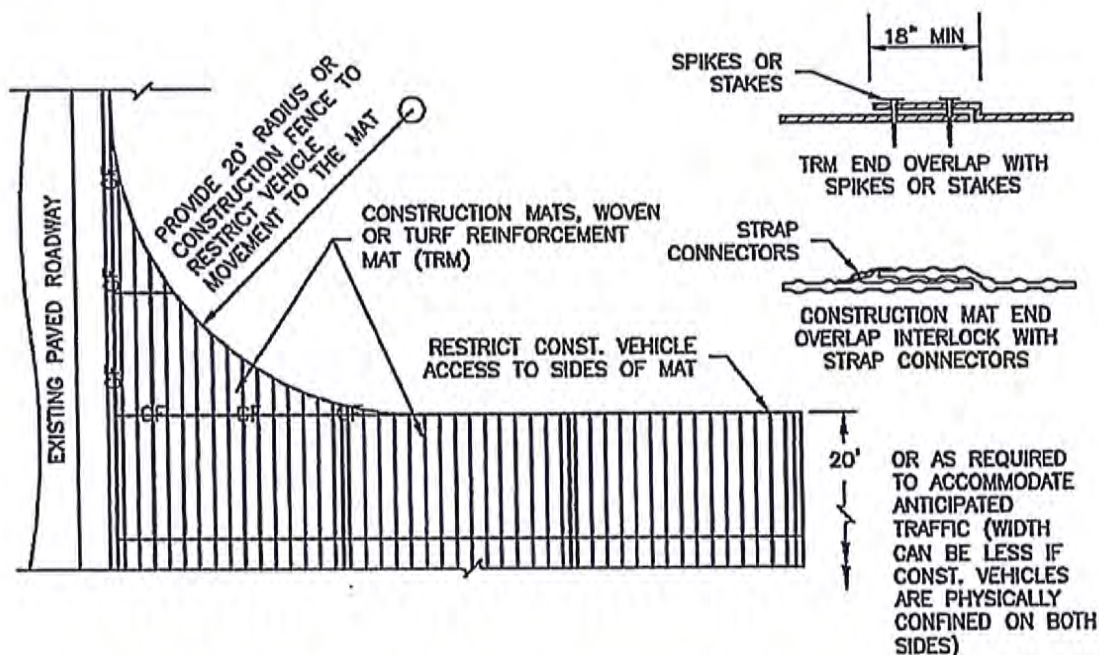 PROVIDE 20' RADIUS OR
CONSTRUCTION FENCE TO
RESTRICT VEHICLE
MOVEMENT TO THE MAT
EXISTING PAVED ROADWAY
CF
CF
CF
CF
CF
CF
CONSTRUCTION MATS, WOVEN
OR TURF REINFORCEMENT
MAT (TRM)
RESTRICT CONST. VEHICLE
ACCESS TO SIDES OF MAT
18" MIN
SPIKES OR
STAKES
TRM END OVERLAP WITH
SPIKES OR STAKES
STRAP
CONNECTORS
CONSTRUCTION MAT END
OVERLAP INTERLOCK WITH
STRAP CONNECTORS
20' OR AS REQUIRED
TO ACCOMMODATE
ANTICIPATED
TRAFFIC (WIDTH
CAN BE LESS IF
CONST. VEHICLES
ARE PHYSICALLY
CONFINED ON BOTH
SIDES)